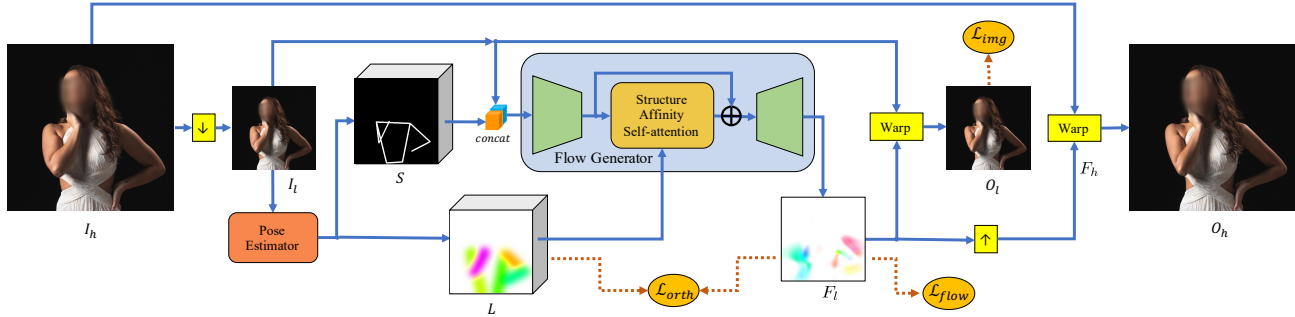 ℒ_img
Structure
Affinity
Self-attention
Warp
Warp
↓
concat
Flow Generator
I_l
S
O_l
F_h
Pose
Estimator
I_h
O_h
↑
ℒ_orth
F_l
ℒ_flow
L